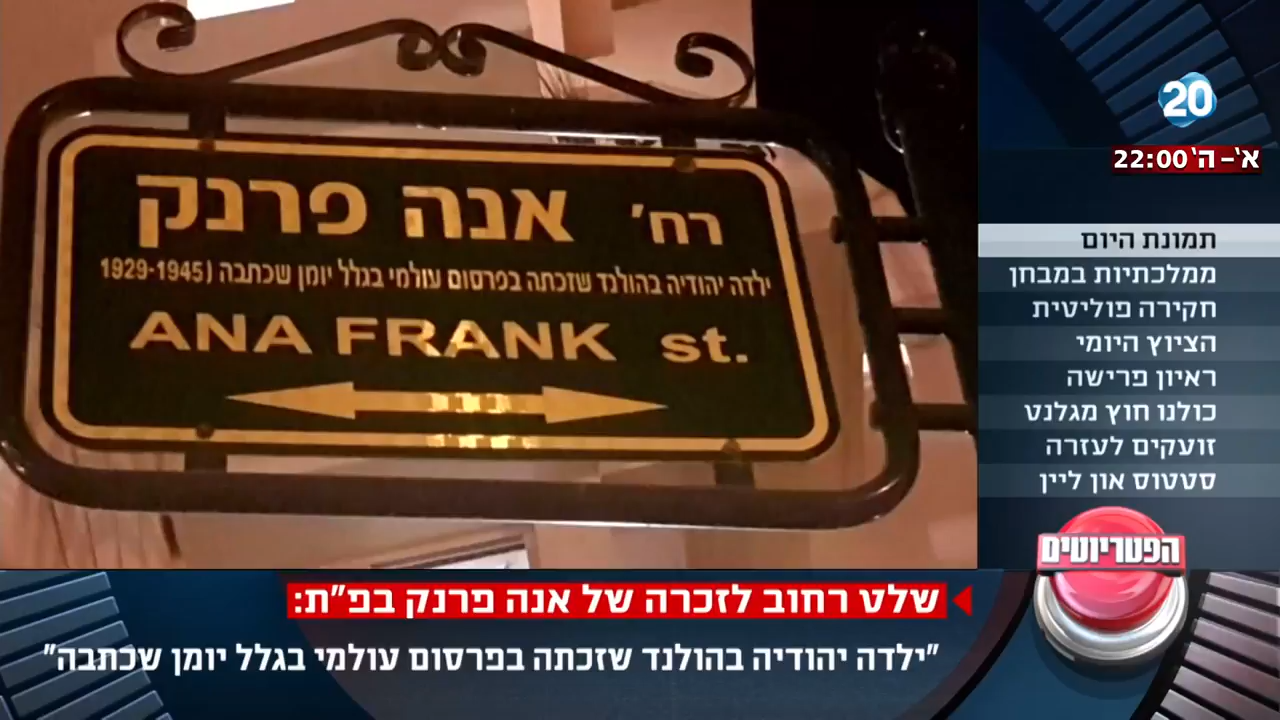 רח' אנה פרנק
ילדה יהודיה בהולנד שזכתה בפרסום עולמי בגלל יומן שכתבה (1929-1945
ANA FRANK st.
20
א'-ה' 22:00
תמונת היום
ממלכתיות במבחן
חקירה פוליטית
הציוץ היומי
ראיון פרישה
כולנו חוץ מגלנט
זועקים לעזרה
סטטוס און ליין
הפטריוטים
שלט רחוב לזכרה של אנה פרנק בפ"ת:
"ילדה יהודיה בהולנד שזכתה בפרסום עולמי בגלל יומן שכתבה"